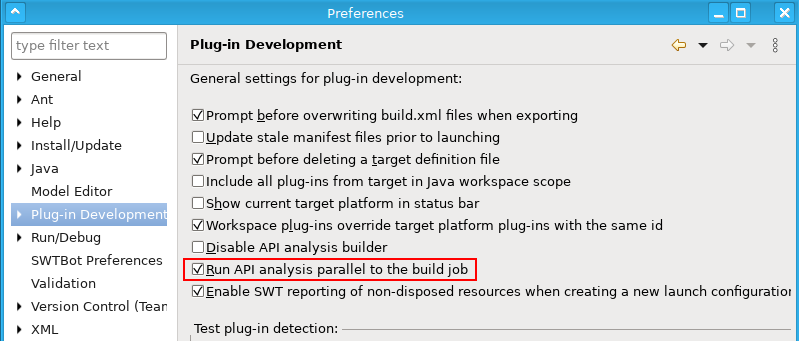 Preferences
type filter text
General
Ant
Help
Install/Update
Java
Model Editor
Plug-in Development
Run/Debug
SWTBot Preferences
Validation
Version Control (Team
XML
Plug-in Development
General settings for plug-in development:
Prompt before overwriting build.xml files when exporting
Update stale manifest files prior to launching
Prompt before deleting a target definition file
Include all plug-ins from target in Java workspace scope
Show current target platform in status bar
Workspace plug-ins override target platform plug-ins with the same id
Disable API analysis builder
Run API analysis parallel to the build job
Enable SWT reporting of non-disposed resources when creating a new launch configuration
Test plug-in detection: